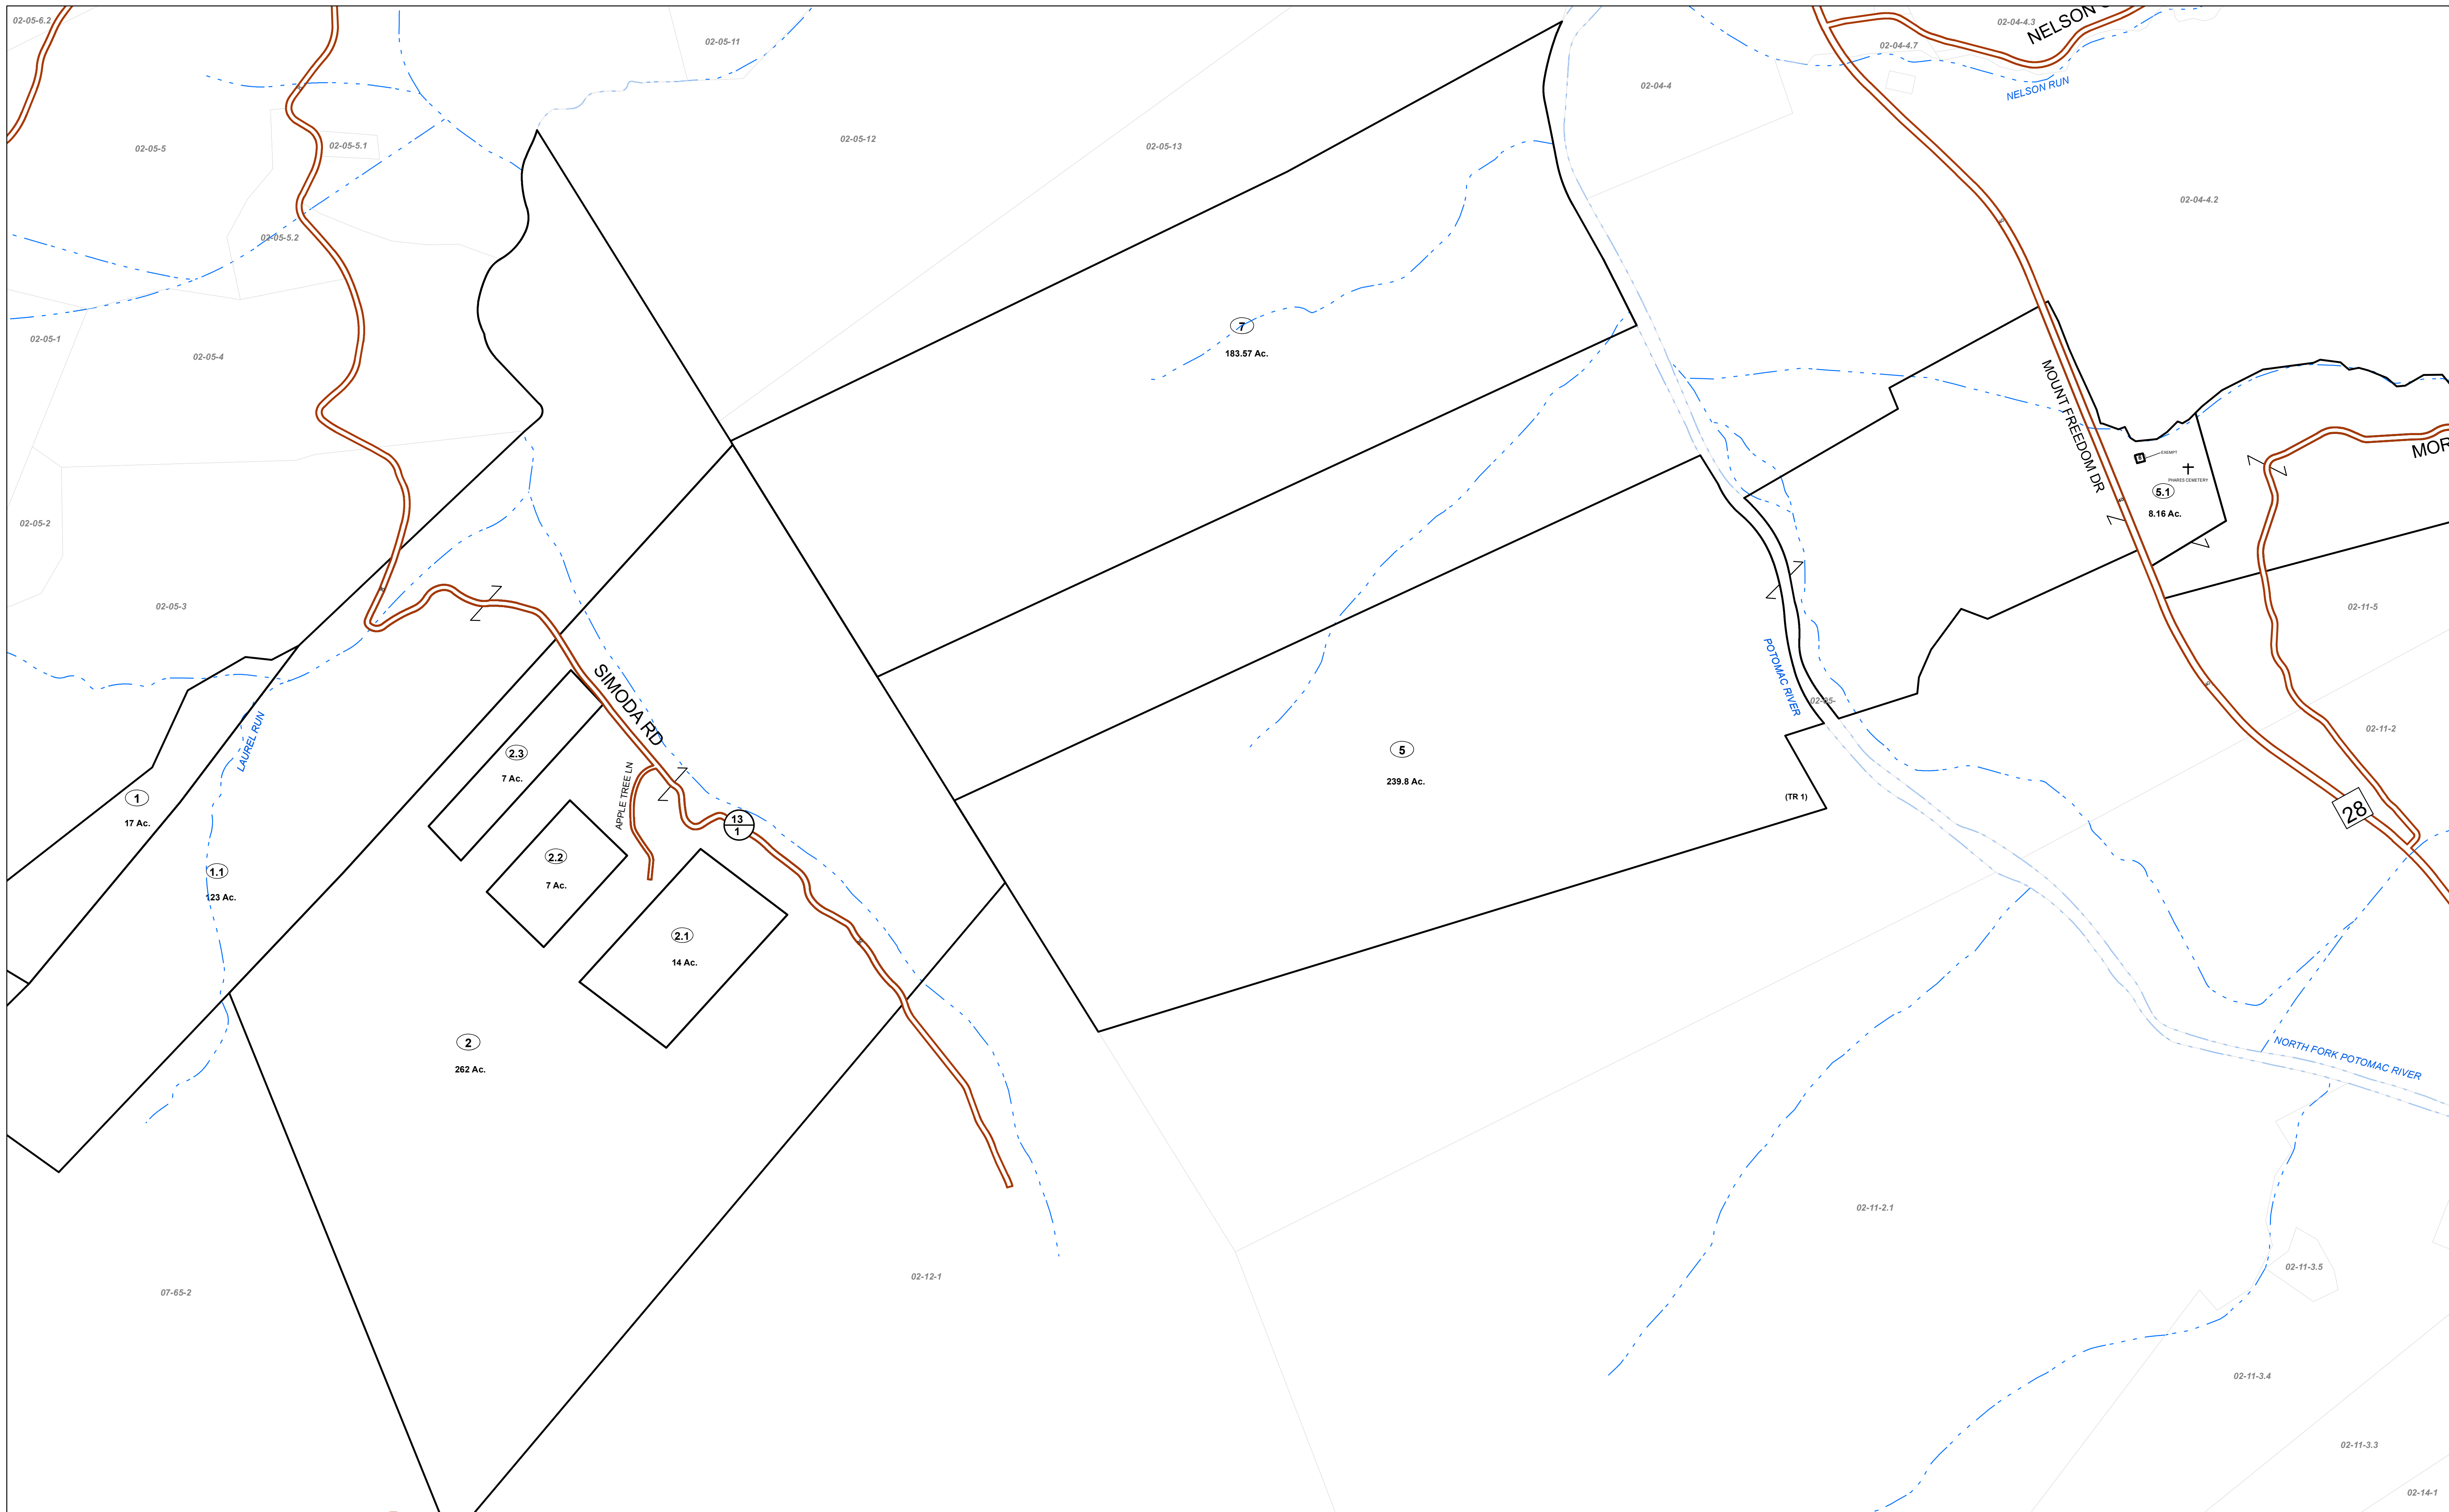 02-05-6.2
02-05-11
02-04-4.3
NELSON
02-04-4.7
02-04-4
NELSON RUN
02-05-5
02-05-5.1
02-05-12
02-05-13
02-04-4.2
02-05-5.2
02-05-1
02-05-4
7
183.57 Ac.
MOUNT FREEDOM DR
MOR
EXEMPT
PHARES CEMETERY
5.1
8.16 Ac.
02-05-2
02-05-3
02-11-5
SIMODA RD
POTOMAC RIVER
02-05-
02-11-2
LAUREL RUN
2.3
7 Ac.
5
239.8 Ac.
(TR 1)
APPLE TREE LN
1
17 Ac.
13
1
28
2.2
7 Ac.
1.1
123 Ac.
2.1
14 Ac.
2
262 Ac.
NORTH FORK POTOMAC RIVER
02-11-2.1
02-11-3.5
02-12-1
07-65-2
02-11-3.4
02-11-3.3
02-14-1